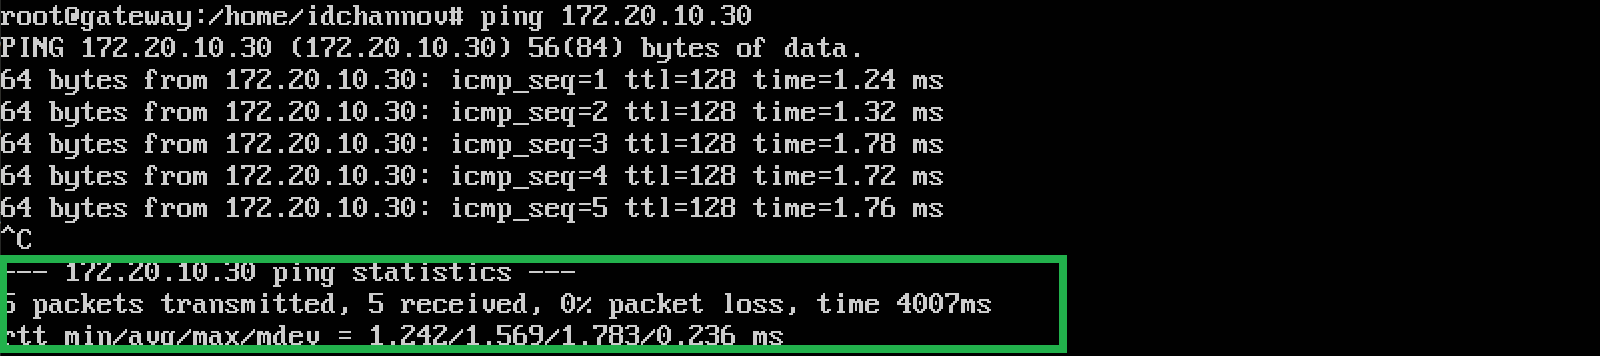 root@gateway:/home/idchannov# ping 172.20.10.30
PING 172.20.10.30 (172.20.10.30) 56(84) bytes of data.
64 bytes from 172.20.10.30: icmp_seq=1 ttl=128 time=1.24 ms
64 bytes from 172.20.10.30: icmp_seq=2 ttl=128 time=1.32 ms
64 bytes from 172.20.10.30: icmp_seq=3 ttl=128 time=1.78 ms
64 bytes from 172.20.10.30: icmp_seq=4 ttl=128 time=1.72 ms
64 bytes from 172.20.10.30: icmp_seq=5 ttl=128 time=1.76 ms
^C
--- 172.20.10.30 ping statistics ---
5 packets transmitted, 5 received, 0% packet loss, time 4007ms
rtt min/avg/max/mdev = 1.242/1.569/1.783/0.236 ms